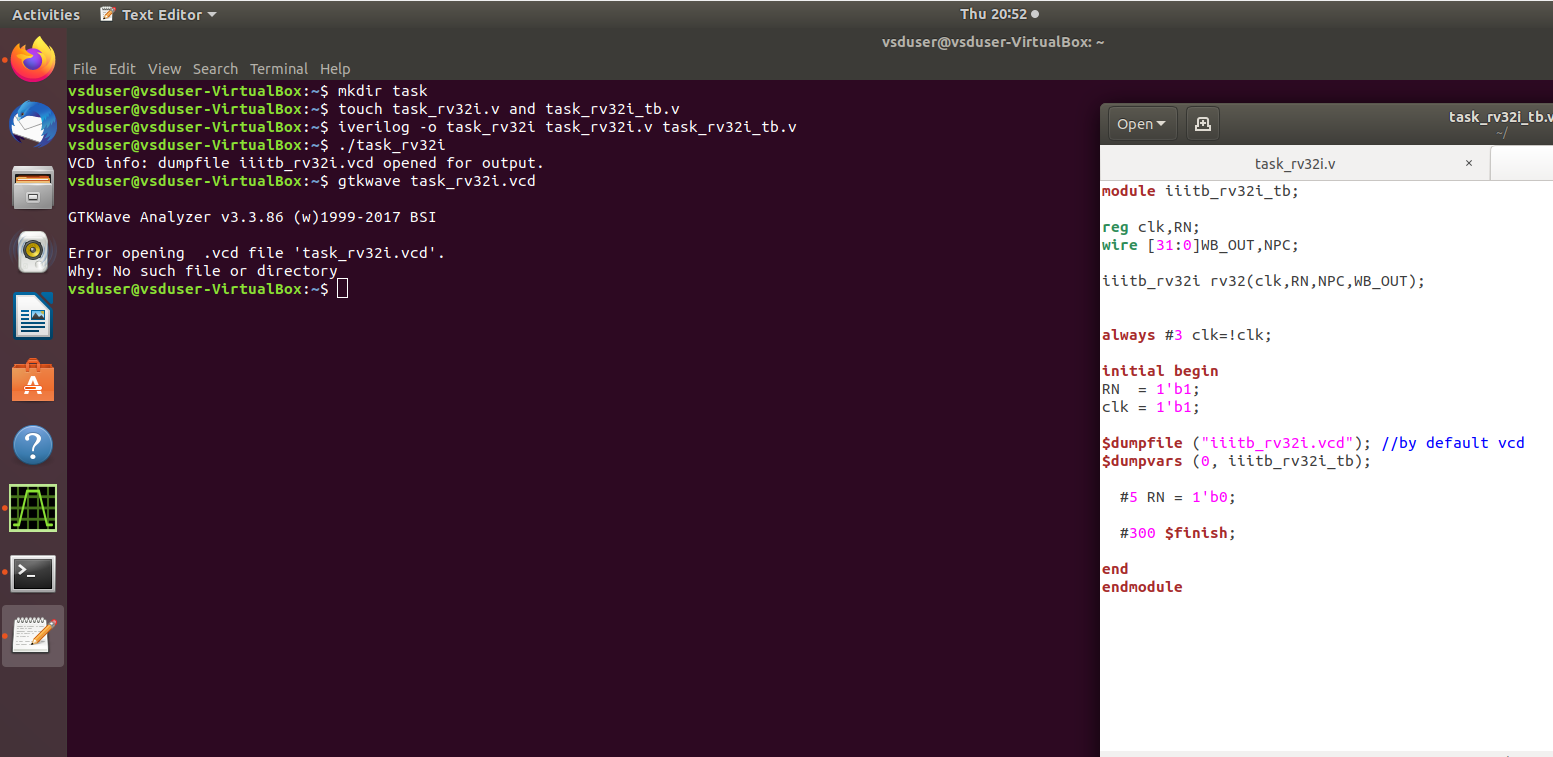 Activities Text Editor Thu 20:52
vsduser@vsduser-VirtualBox: ~
File Edit View Search Terminal Help
vsduser@vsduser-VirtualBox:~$ mkdir task
vsduser@vsduser-VirtualBox:~$ touch task_rv32i.v and task_rv32i_tb.v
vsduser@vsduser-VirtualBox:~$ iverilog -o task_rv32i task_rv32i.v task_rv32i_tb.v
vsduser@vsduser-VirtualBox:~$ ./task_rv32i
VCD info: dumpfile iiitb_rv32i.vcd opened for output.
vsduser@vsduser-VirtualBox:~$ gtkwave task_rv32i.vcd
GTKWave Analyzer v3.3.86 (w)1999-2017 BSI
Error opening  .vcd file 'task_rv32i.vcd'.
Why: No such file or directory
vsduser@vsduser-VirtualBox:~$
Open task_rv32i_tb.v
~/
task_rv32i.v ×
module iiitb_rv32i_tb;
reg clk,RN;
wire [31:0]WB_OUT,NPC;
iiitb_rv32i rv32(clk,RN,NPC,WB_OUT);
always #3 clk=!clk;
initial begin
RN  = 1'b1;
clk = 1'b1;
$dumpfile ("iiitb_rv32i.vcd"); //by default vcd
$dumpvars (0, iiitb_rv32i_tb);
#5 RN = 1'b0;
#300 $finish;
end
endmodule